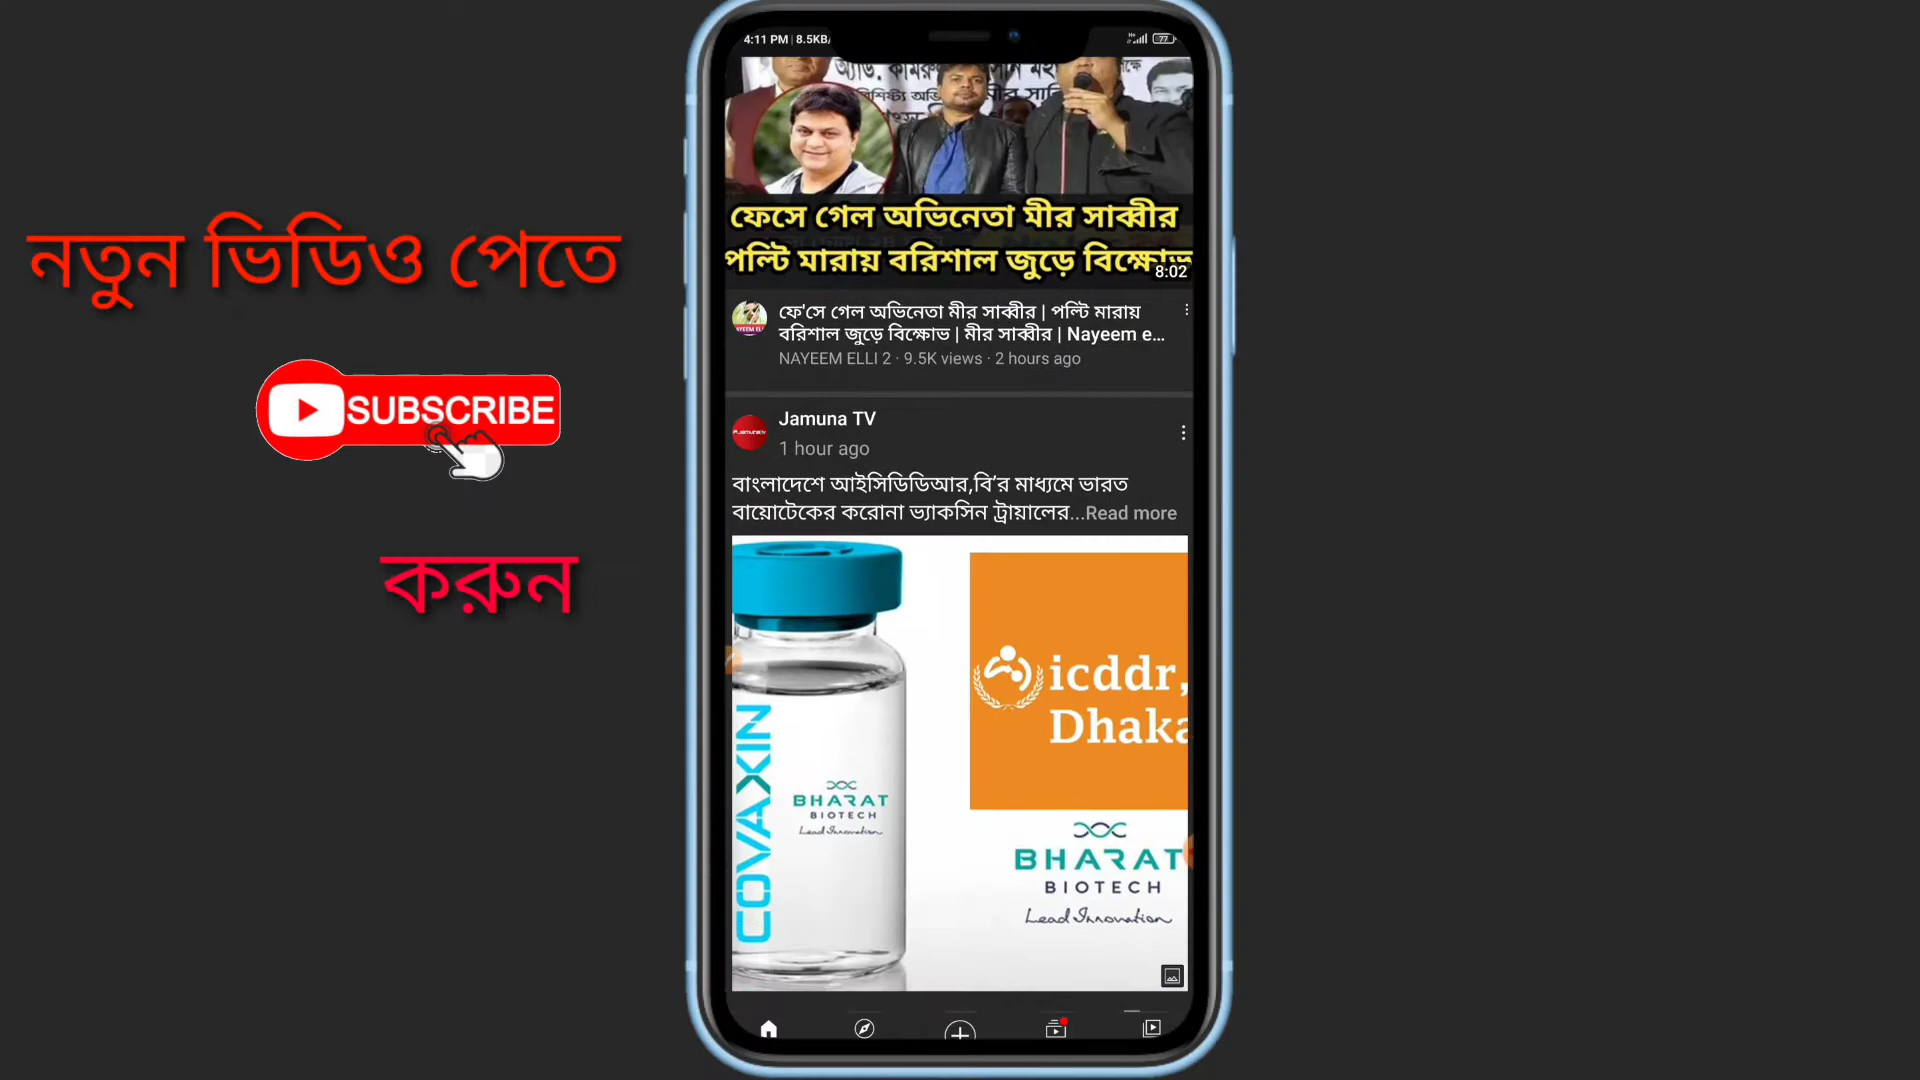 নতুন ভিডিও পেতে
SUBSCRIBE
করুন
4:11 PM | 8.5KB/
77
অ্যাড.
মীর সা
ফেসে গেল অভিনেতা মীর সাব্বীর
পল্টি মারায় বরিশাল জুড়ে বিক্ষোভ
8:02
ফে'সে গেল অভিনেতা মীর সাব্বীর | পল্টি মারায়
বরিশাল জুড়ে বিক্ষোভ | মীর সাব্বীর | Nayeem e...
NAYEEM ELLI 2 · 9.5K views · 2 hours ago
Jamuna TV
1 hour ago
বাংলাদেশে আইসিডিডিআর,বি'র মাধ্যমে ভারত
বায়োটেকের করোনা ভ্যাকসিন ট্রায়ালের...Read more
COVAXIN
BHARAT
BIOTECH
Lead Innovation
icddr,
Dhaka
BHARAT
BIOTECH
Lead Innovation